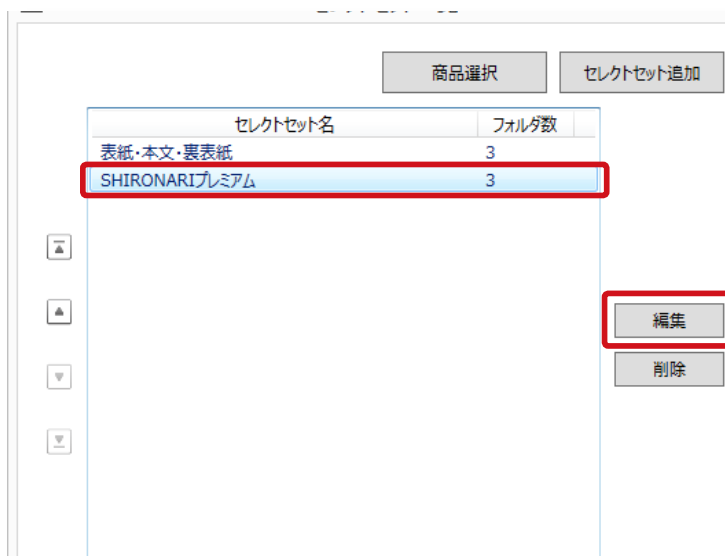 商品選択
セレクトセット追加
セレクトセット名 フォルダ数
表紙・本文・裏表紙 3
SHIRONARIプレミアム 3
編集
削除